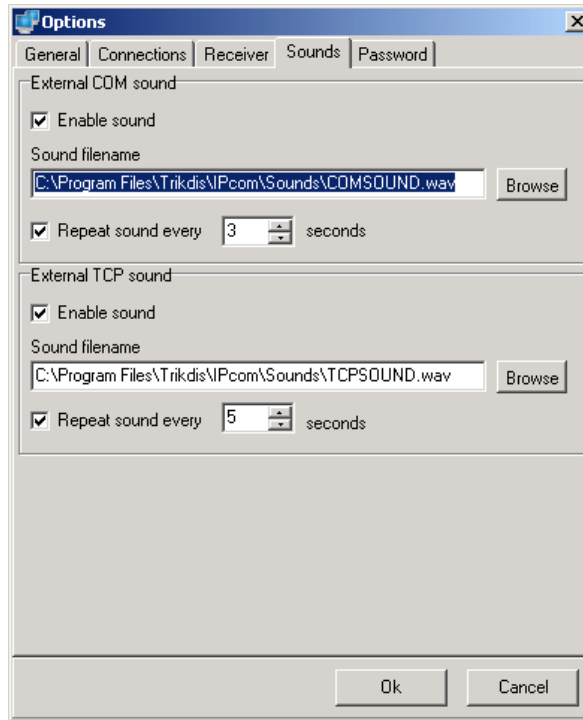 Options
General Connections Receiver Sounds Password
External COM sound
Enable sound
Sound filename
C:\Program Files\Trikdis\IPcom\Sounds\COMSOUND.wav Browse
Repeat sound every 3 seconds
External TCP sound
Enable sound
Sound filename
C:\Program Files\Trikdis\IPcom\Sounds\TCPSOUND.wav Browse
Repeat sound every 5 seconds
Ok Cancel